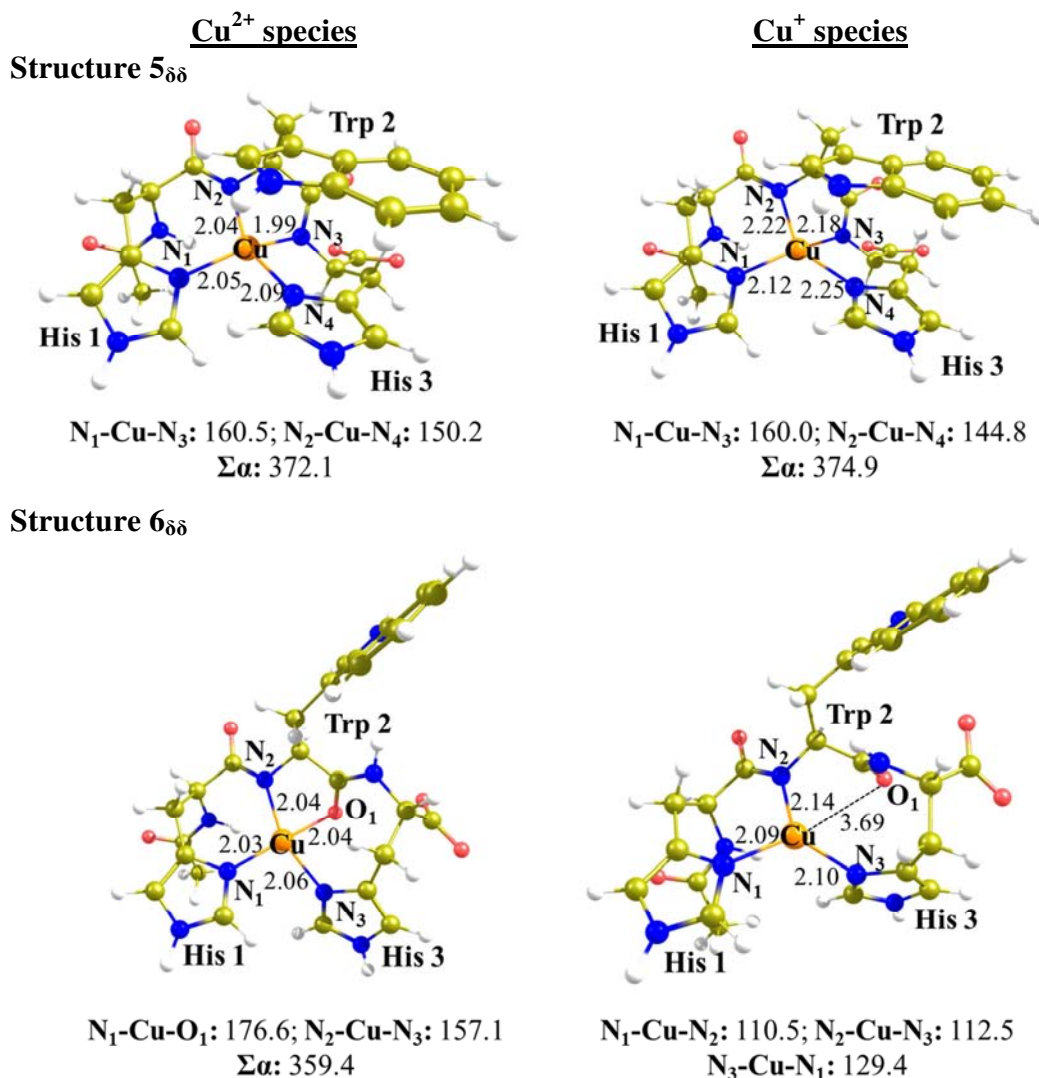 Cu²⁺ species Cu⁺ species
Structure 5δδ
Trp 2 Trp 2
N₂ N₂
2.04 1.99 N₃ 2.22 2.18 N₃
N₁ Cu N₁ Cu
2.05 2.09 2.12 2.25
N₄ N₄
His 1 His 1
His 3 His 3
N₁-Cu-N₃: 160.5; N₂-Cu-N₄: 150.2 N₁-Cu-N₃: 160.0; N₂-Cu-N₄: 144.8
Σα: 372.1 Σα: 374.9
Structure 6δδ
Trp 2 Trp 2
N₂ N₂
2.04 O₁ 2.14 O₁
2.03 Cu 2.04 2.09 Cu 3.69
N₁ 2.06 N₁ 2.10 N₃
N₃
His 1 His 3 His 1 His 3
N₁-Cu-O₁: 176.6; N₂-Cu-N₃: 157.1 N₁-Cu-N₂: 110.5; N₂-Cu-N₃: 112.5
Σα: 359.4 N₃-Cu-N₁: 129.4